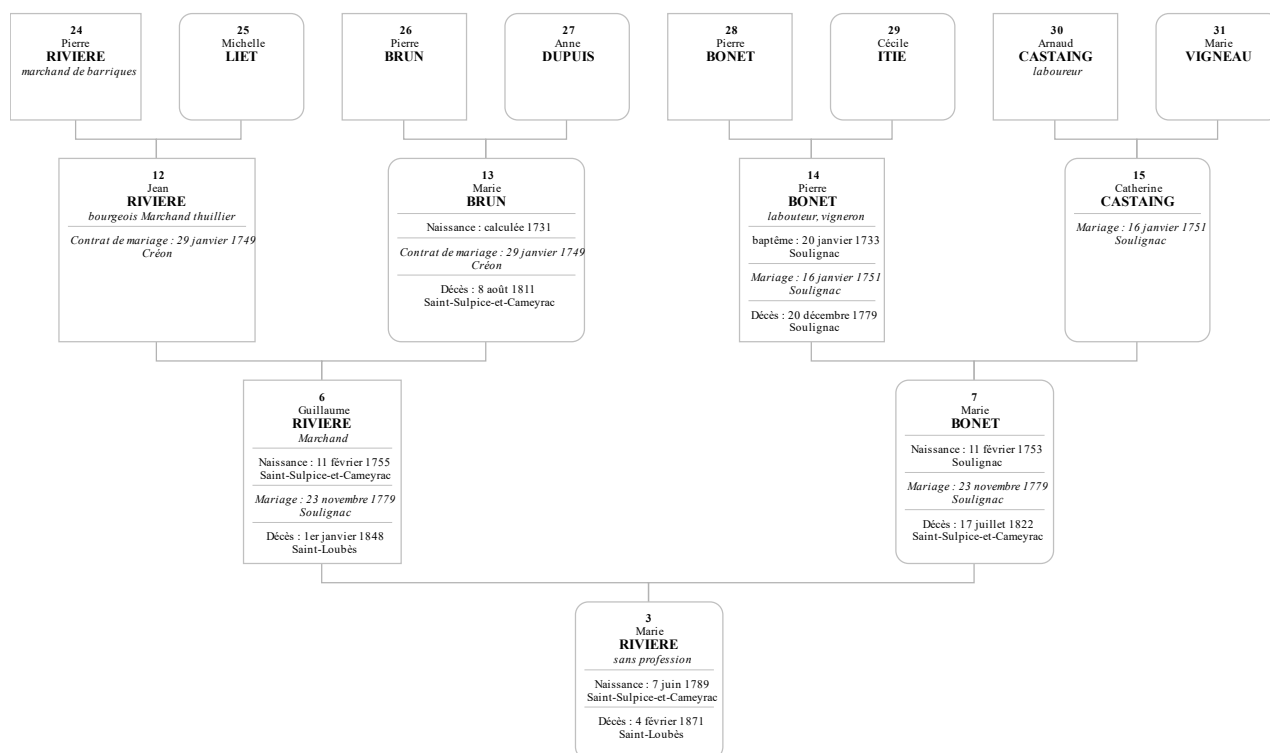 24
Pierre
RIVIERE
marchand de barriques
25
Michelle
LIET
26
Pierre
BRUN
27
Anne
DUPUIS
28
Pierre
BONET
29
Cécile
ITIE
30
Arnaud
CASTAING
laboureur
31
Marie
VIGNEAU
12
Jean
RIVIERE
bourgeois Marchand thuillier
Contrat de mariage : 29 janvier 1749
Créon
13
Marie
BRUN
Naissance : calculée 1731
Contrat de mariage : 29 janvier 1749
Créon
Décès : 8 août 1811
Saint-Sulpice-et-Cameyrac
14
Pierre
BONET
labouteur, vigneron
baptême : 20 janvier 1733
Soulignac
Mariage : 16 janvier 1751
Soulignac
Décès : 20 décembre 1779
Soulignac
15
Catherine
CASTAING
Mariage : 16 janvier 1751
Soulignac
6
Guillaume
RIVIERE
Marchand
Naissance : 11 février 1755
Saint-Sulpice-et-Cameyrac
Mariage : 23 novembre 1779
Soulignac
Décès : 1er janvier 1848
Saint-Loubès
7
Marie
BONET
Naissance : 11 février 1753
Soulignac
Mariage : 23 novembre 1779
Soulignac
Décès : 17 juillet 1822
Saint-Sulpice-et-Cameyrac
3
Marie
RIVIERE
sans profession
Naissance : 7 juin 1789
Saint-Sulpice-et-Cameyrac
Décès : 4 février 1871
Saint-Loubès